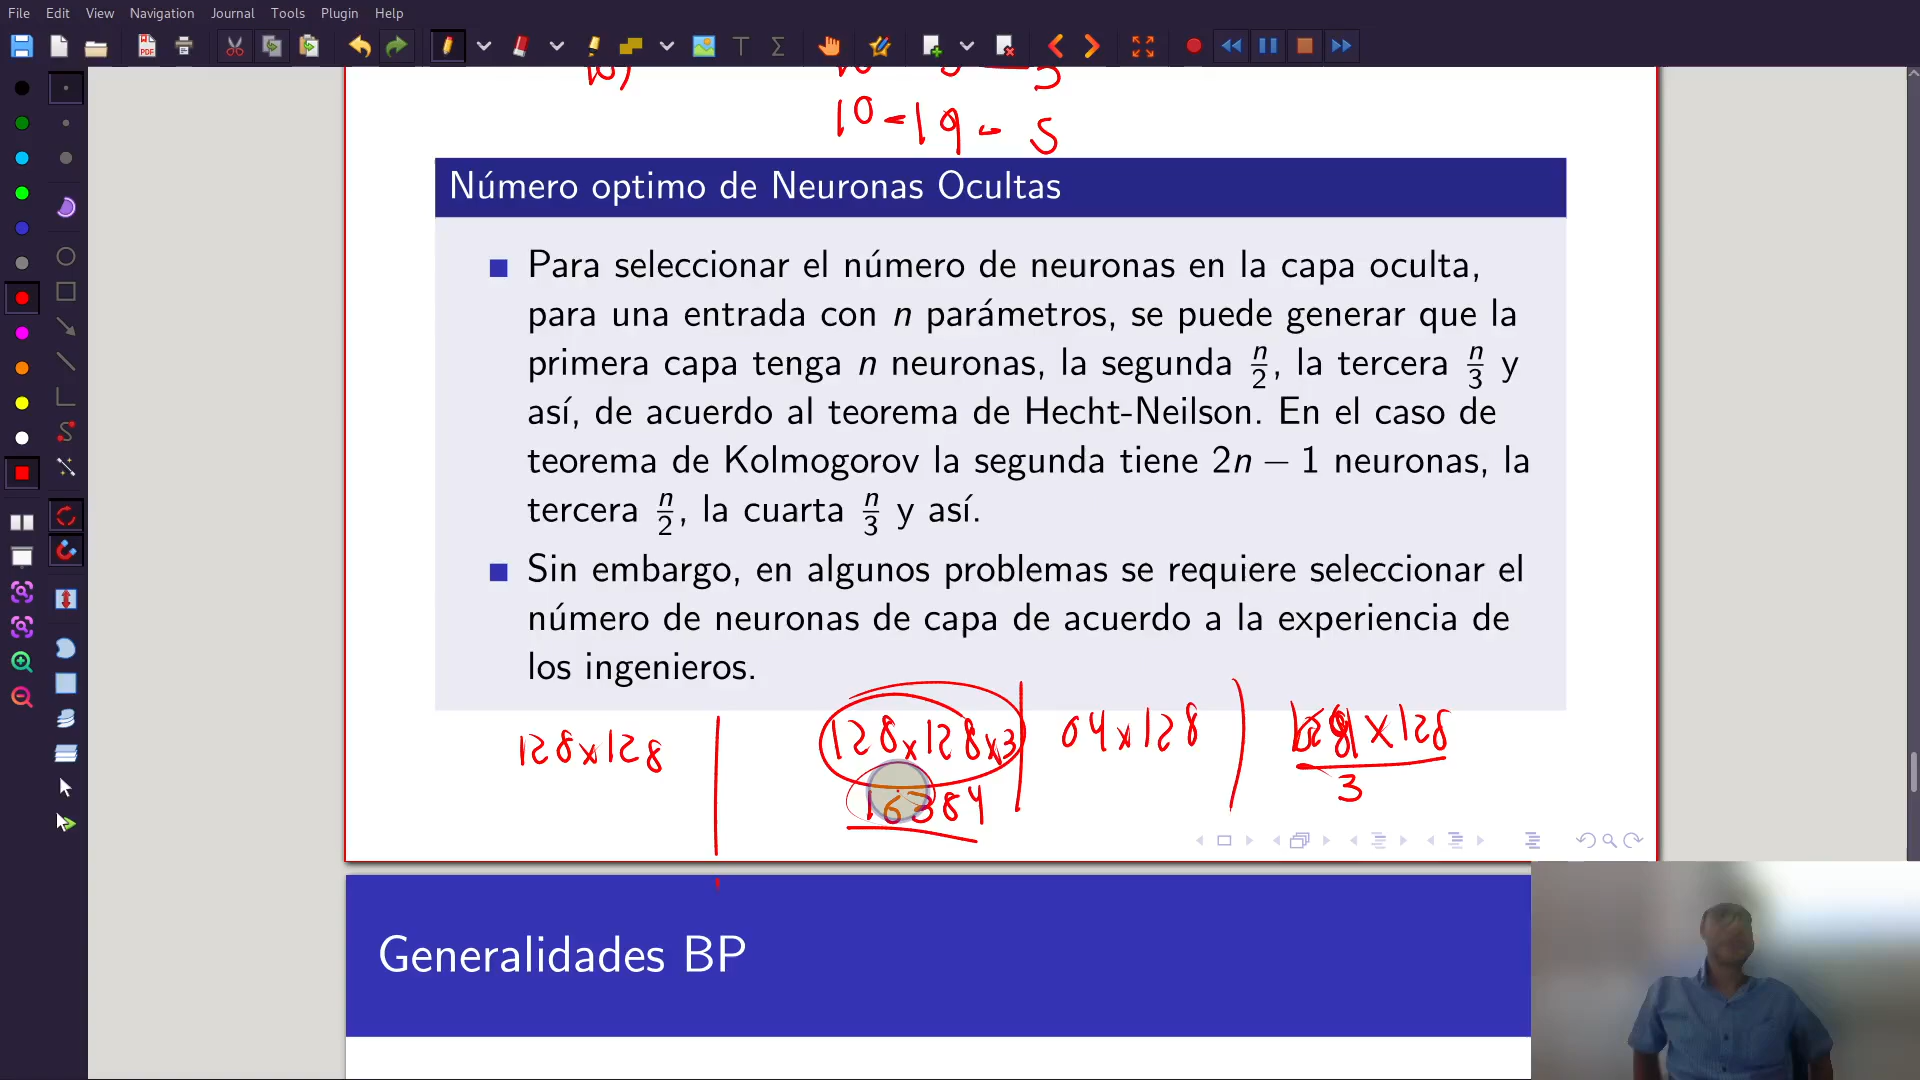 File Edit View Navigation Journal Tools Plugin Help
10-19-5
Número optimo de Neuronas Ocultas
Para seleccionar el número de neuronas en la capa oculta,
para una entrada con n parámetros, se puede generar que la
primera capa tenga n neuronas, la segunda n/2, la tercera n/3 y
así, de acuerdo al teorema de Hecht-Neilson. En el caso de
teorema de Kolmogorov la segunda tiene 2n − 1 neuronas, la
tercera n/2, la cuarta n/3 y así.
Sin embargo, en algunos problemas se requiere seleccionar el
número de neuronas de capa de acuerdo a la experiencia de
los ingenieros.
128x128 128x128x3 64x128 x128
16384 3
Generalidades BP